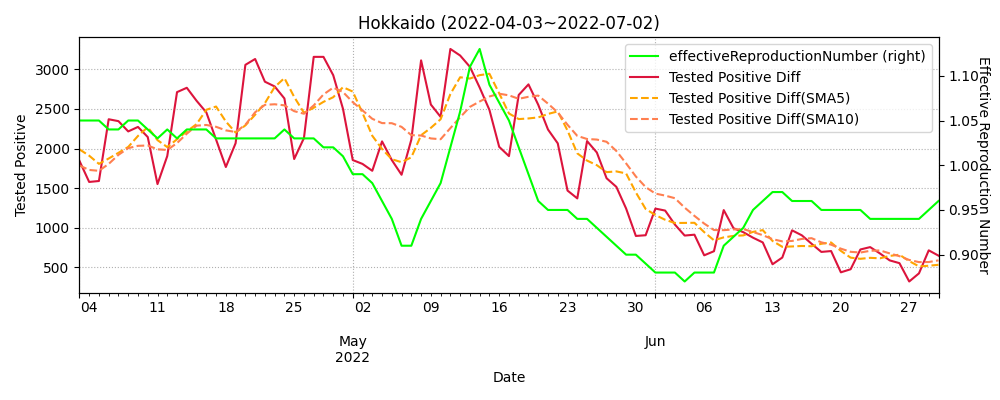 Hokkaido (2022-04-03~2022-07-02)
effectiveReproductionNumber (right)
Tested Positive Diff
Tested Positive Diff(SMA5)
Tested Positive Diff(SMA10)
Tested Positive
3000
2500
2000
1500
1000
500
1.10
1.05
1.00
0.95
0.90
Effective Reproduction Number
04 11 18 25 02 09 16 23 30 06 13 20 27
May Jun
2022
Date